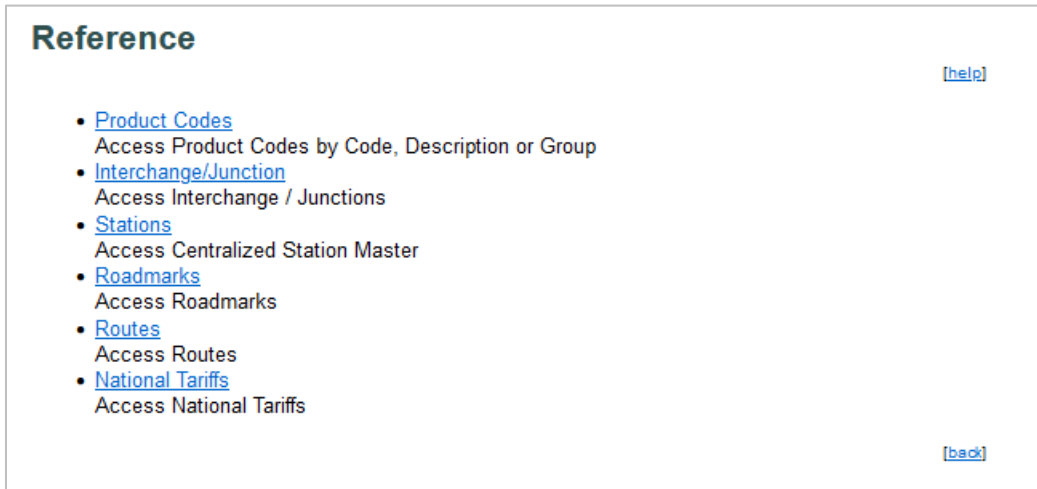 Reference
[help]
• Product Codes
Access Product Codes by Code, Description or Group
• Interchange/Junction
Access Interchange / Junctions
• Stations
Access Centralized Station Master
• Roadmarks
Access Roadmarks
• Routes
Access Routes
• National Tariffs
Access National Tariffs
[back]